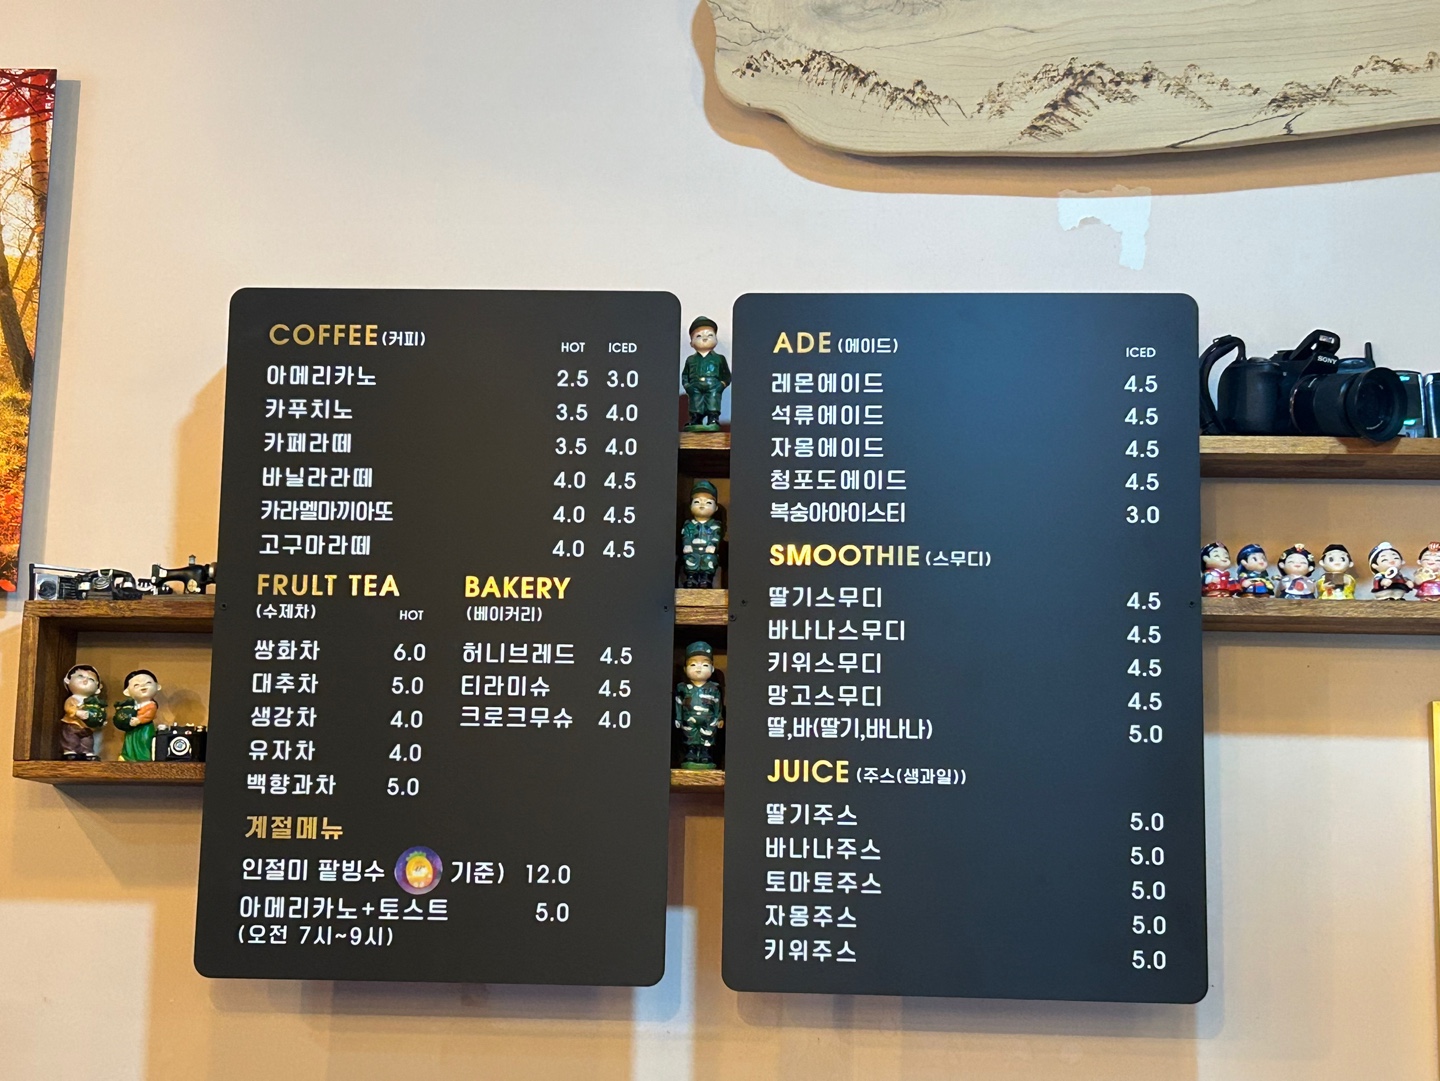 COFFEE(커피)
HOT ICED
아메리카노 2.5 3.0
카푸치노 3.5 4.0
카페라떼 3.5 4.0
바닐라라떼 4.0 4.5
카라멜마끼아또 4.0 4.5
고구마라떼 4.0 4.5
FRULT TEA
(수제차) HOT
쌍화차 6.0
대추차 5.0
생강차 4.0
유자차 4.0
백향과차 5.0
BAKERY
(베이커리)
허니브레드 4.5
티라미슈 4.5
크로크무슈 4.0
계절메뉴
인절미 팥빙수 기준) 12.0
아메리카노+토스트 5.0
(오전 7시~9시)
ADE (에이드)
ICED
레몬에이드 4.5
석류에이드 4.5
자몽에이드 4.5
청포도에이드 4.5
복숭아아이스티 3.0
SMOOTHIE (스무디)
딸기스무디 4.5
바나나스무디 4.5
키위스무디 4.5
망고스무디 4.5
딸,바(딸기,바나나) 5.0
JUICE (주스(생과일))
딸기주스 5.0
바나나주스 5.0
토마토주스 5.0
자몽주스 5.0
키위주스 5.0
SONY